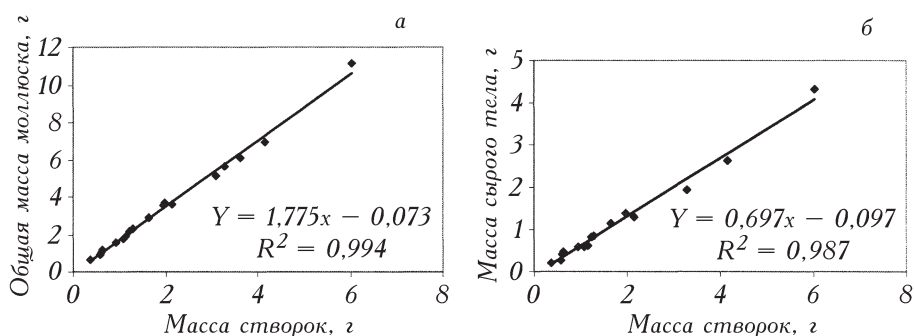 а
Общая масса моллюска, г
12
10
8
6
4
2
0
Y = 1,775x − 0,073
R² = 0,994
0 2 4 6 8
Масса створок, г
б
Масса сырого тела, г
5
4
3
2
1
0
Y = 0,697x − 0,097
R² = 0,987
0 2 4 6 8
Масса створок, г